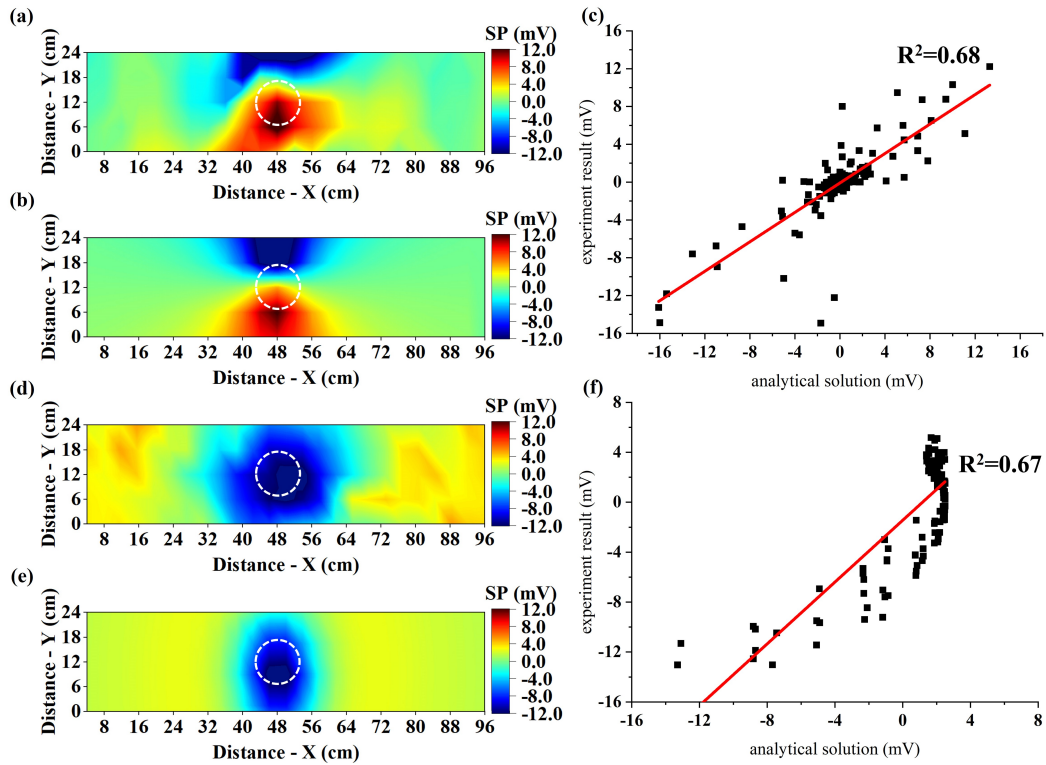 (a)
SP (mV)
Distance - Y (cm)
24
18
12
6
0
8 16 24 32 40 48 56 64 72 80 88 96
Distance - X (cm)
12.0
8.0
4.0
0.0
-4.0
-8.0
-12.0
(b)
SP (mV)
Distance - Y (cm)
24
18
12
6
0
8 16 24 32 40 48 56 64 72 80 88 96
Distance - X (cm)
12.0
8.0
4.0
0.0
-4.0
-8.0
-12.0
(c)
R²=0.68
experiment result (mV)
16
12
8
4
0
-4
-8
-12
-16
-16 -12 -8 -4 0 4 8 12 16
analytical solution (mV)
(d)
SP (mV)
Distance - Y (cm)
24
18
12
6
0
8 16 24 32 40 48 56 64 72 80 88 96
Distance - X (cm)
12.0
8.0
4.0
0.0
-4.0
-8.0
-12.0
(e)
SP (mV)
Distance - Y (cm)
24
18
12
6
0
8 16 24 32 40 48 56 64 72 80 88 96
Distance - X (cm)
12.0
8.0
4.0
0.0
-4.0
-8.0
-12.0
(f)
R²=0.67
experiment result (mV)
8
4
0
-4
-8
-12
-16
-16 -12 -8 -4 0 4
analytical solution (mV)